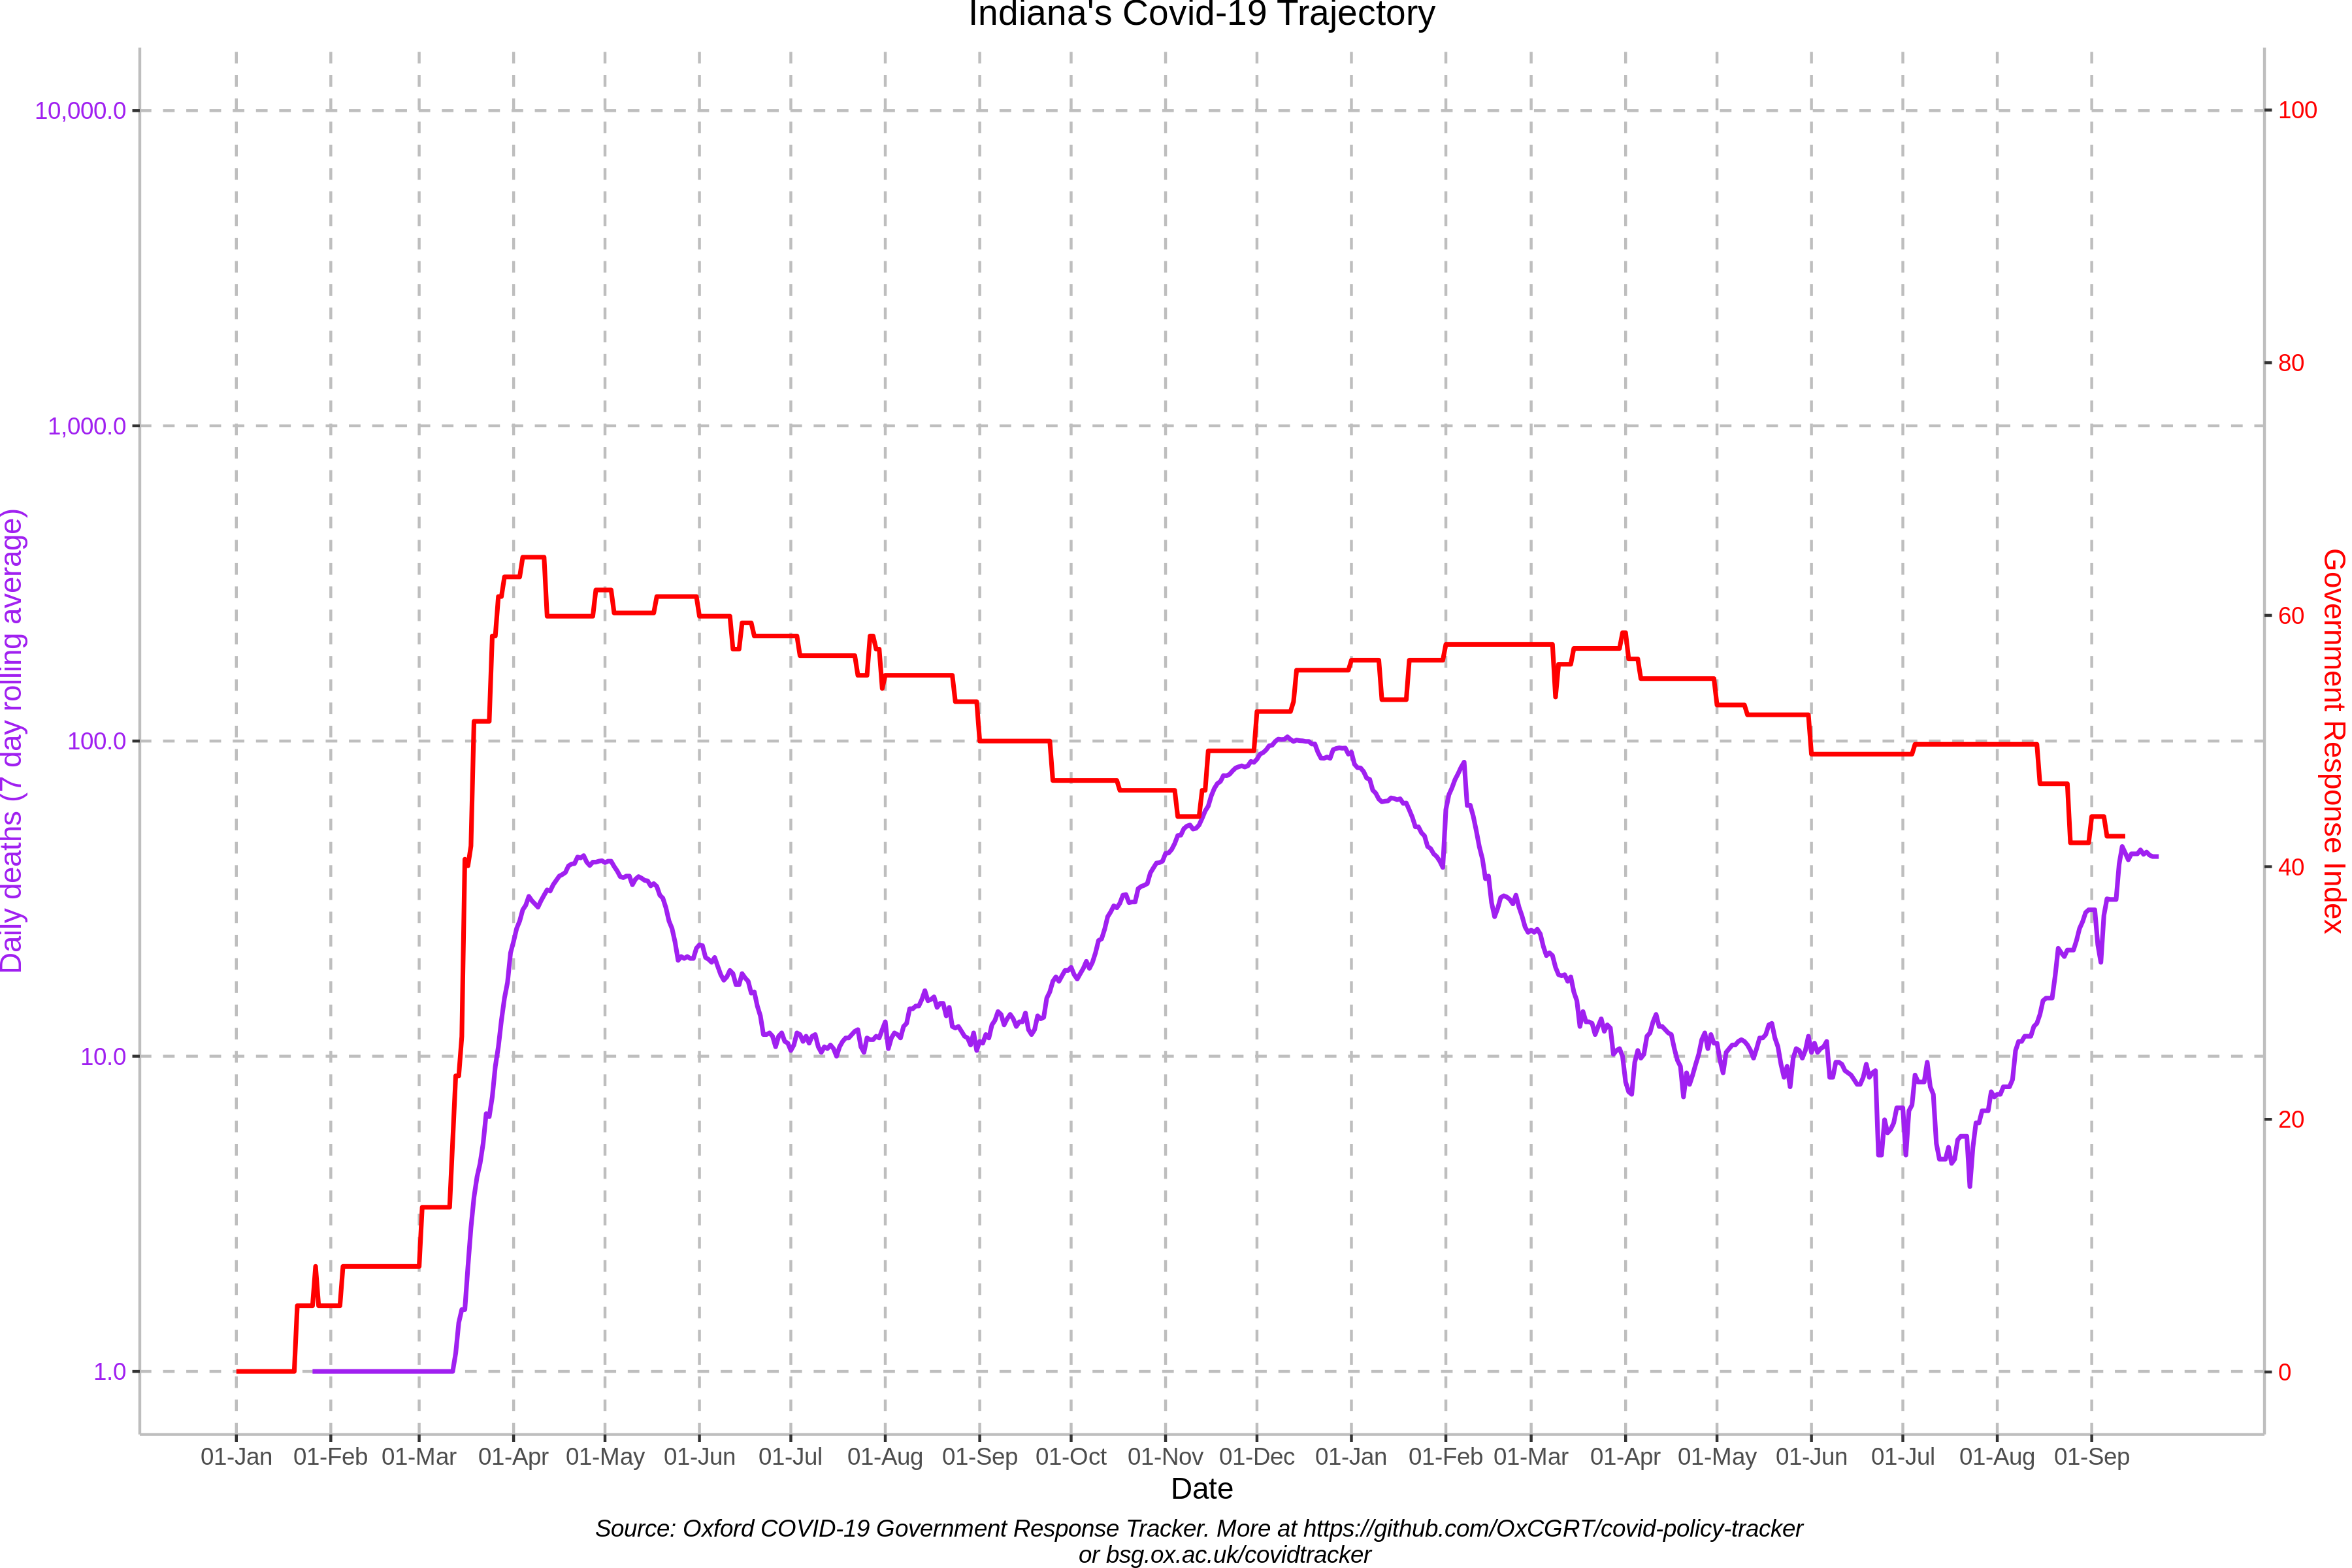 Indiana's Covid-19 Trajectory
10,000.0
1,000.0
100.0
10.0
1.0
Daily deaths (7 day rolling average)
100
80
60
40
20
0
Government Response Index
01-Jan 01-Feb 01-Mar 01-Apr 01-May 01-Jun 01-Jul 01-Aug 01-Sep 01-Oct 01-Nov 01-Dec 01-Jan 01-Feb 01-Mar 01-Apr 01-May 01-Jun 01-Jul 01-Aug 01-Sep
Date
Source: Oxford COVID-19 Government Response Tracker. More at https://github.com/OxCGRT/covid-policy-tracker
or bsg.ox.ac.uk/covidtracker